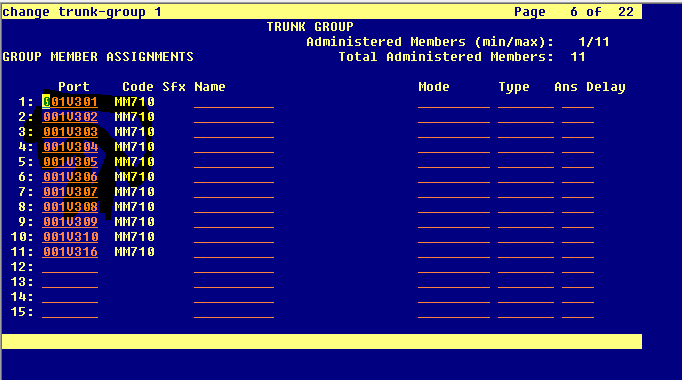 change trunk-group 1 Page 6 of 22
TRUNK GROUP
Administered Members (min/max): 1/11
GROUP MEMBER ASSIGNMENTS Total Administered Members: 11
Port Code Sfx Name Mode Type Ans Delay
1: 001V301 MM710
2: 001V302 MM710
3: 001V303 MM710
4: 001V304 MM710
5: 001V305 MM710
6: 001V306 MM710
7: 001V307 MM710
8: 001V308 MM710
9: 001V309 MM710
10: 001V310 MM710
11: 001V316 MM710
12:
13:
14:
15: